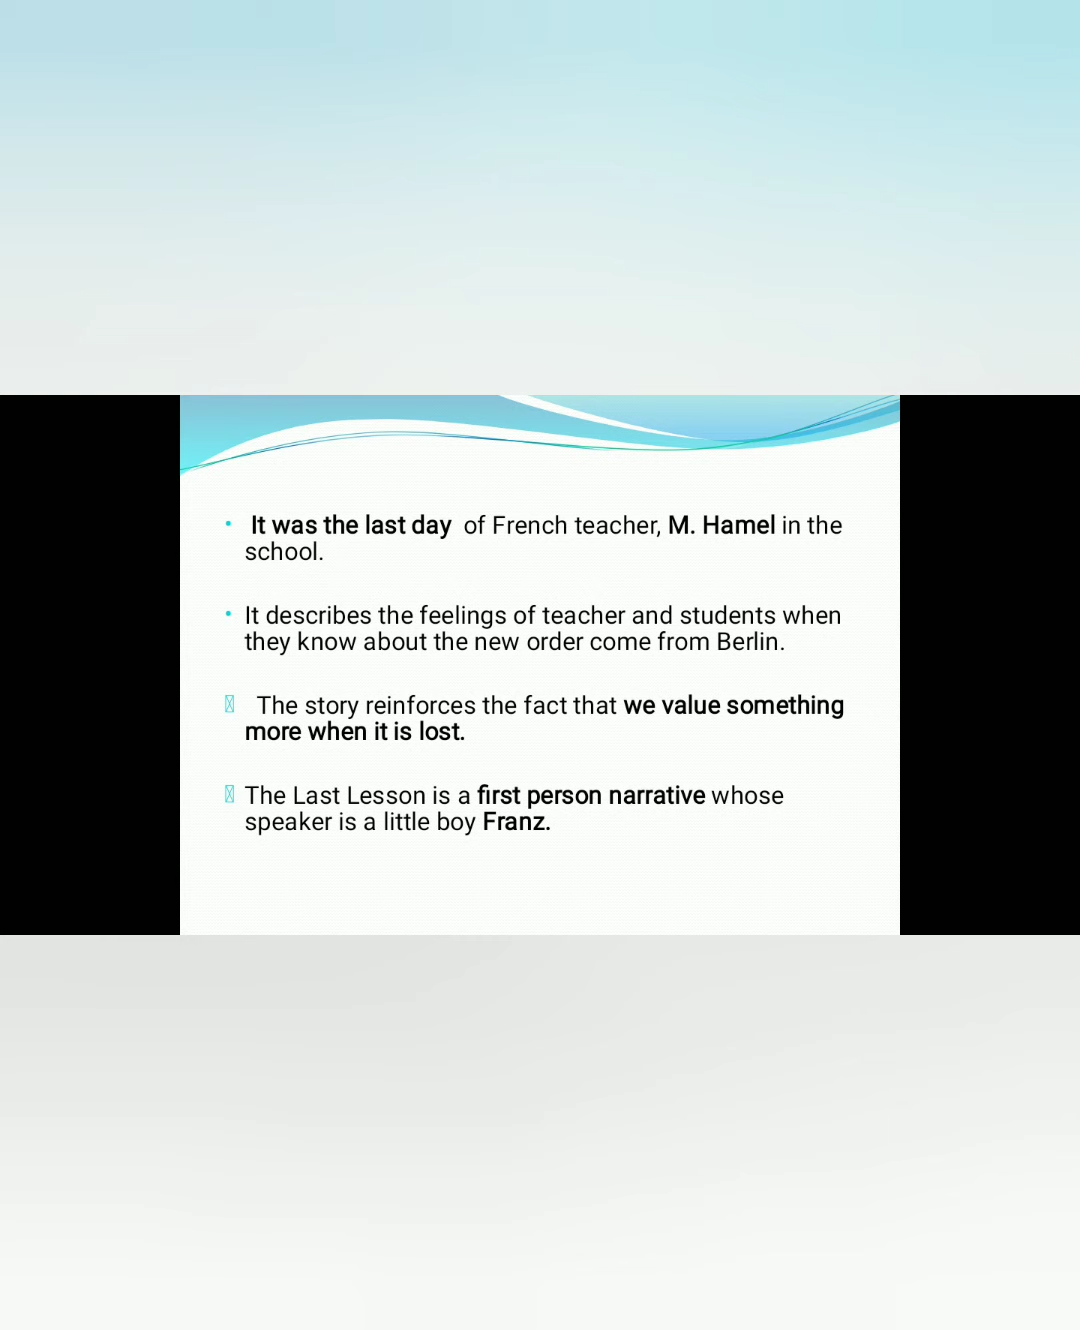 • It was the last day of French teacher, M. Hamel in the
school.
• It describes the feelings of teacher and students when
they know about the new order come from Berlin.
The story reinforces the fact that we value something
more when it is lost.
The Last Lesson is a first person narrative whose
speaker is a little boy Franz.